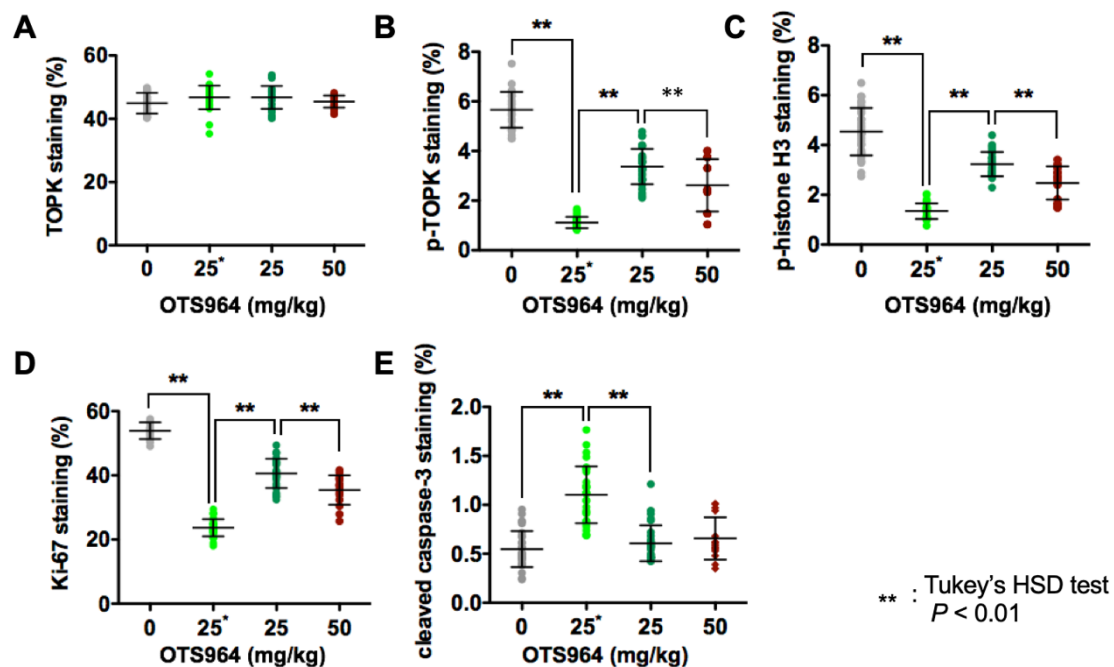 A
TOPK staining (%)
60
40
20
0
0 25* 25 50
OTS964 (mg/kg)
B
p-TOPK staining (%)
8
6
4
2
0
** ** **
0 25* 25 50
OTS964 (mg/kg)
C
p-histone H3 staining (%)
8
6
4
2
0
** ** **
0 25* 25 50
OTS964 (mg/kg)
D
Ki-67 staining (%)
60
40
20
0
** ** **
0 25* 25 50
OTS964 (mg/kg)
E
cleaved caspase-3 staining (%)
2.0
1.5
1.0
0.5
0.0
** **
0 25* 25 50
OTS964 (mg/kg)
** : Tukey's HSD test
P < 0.01